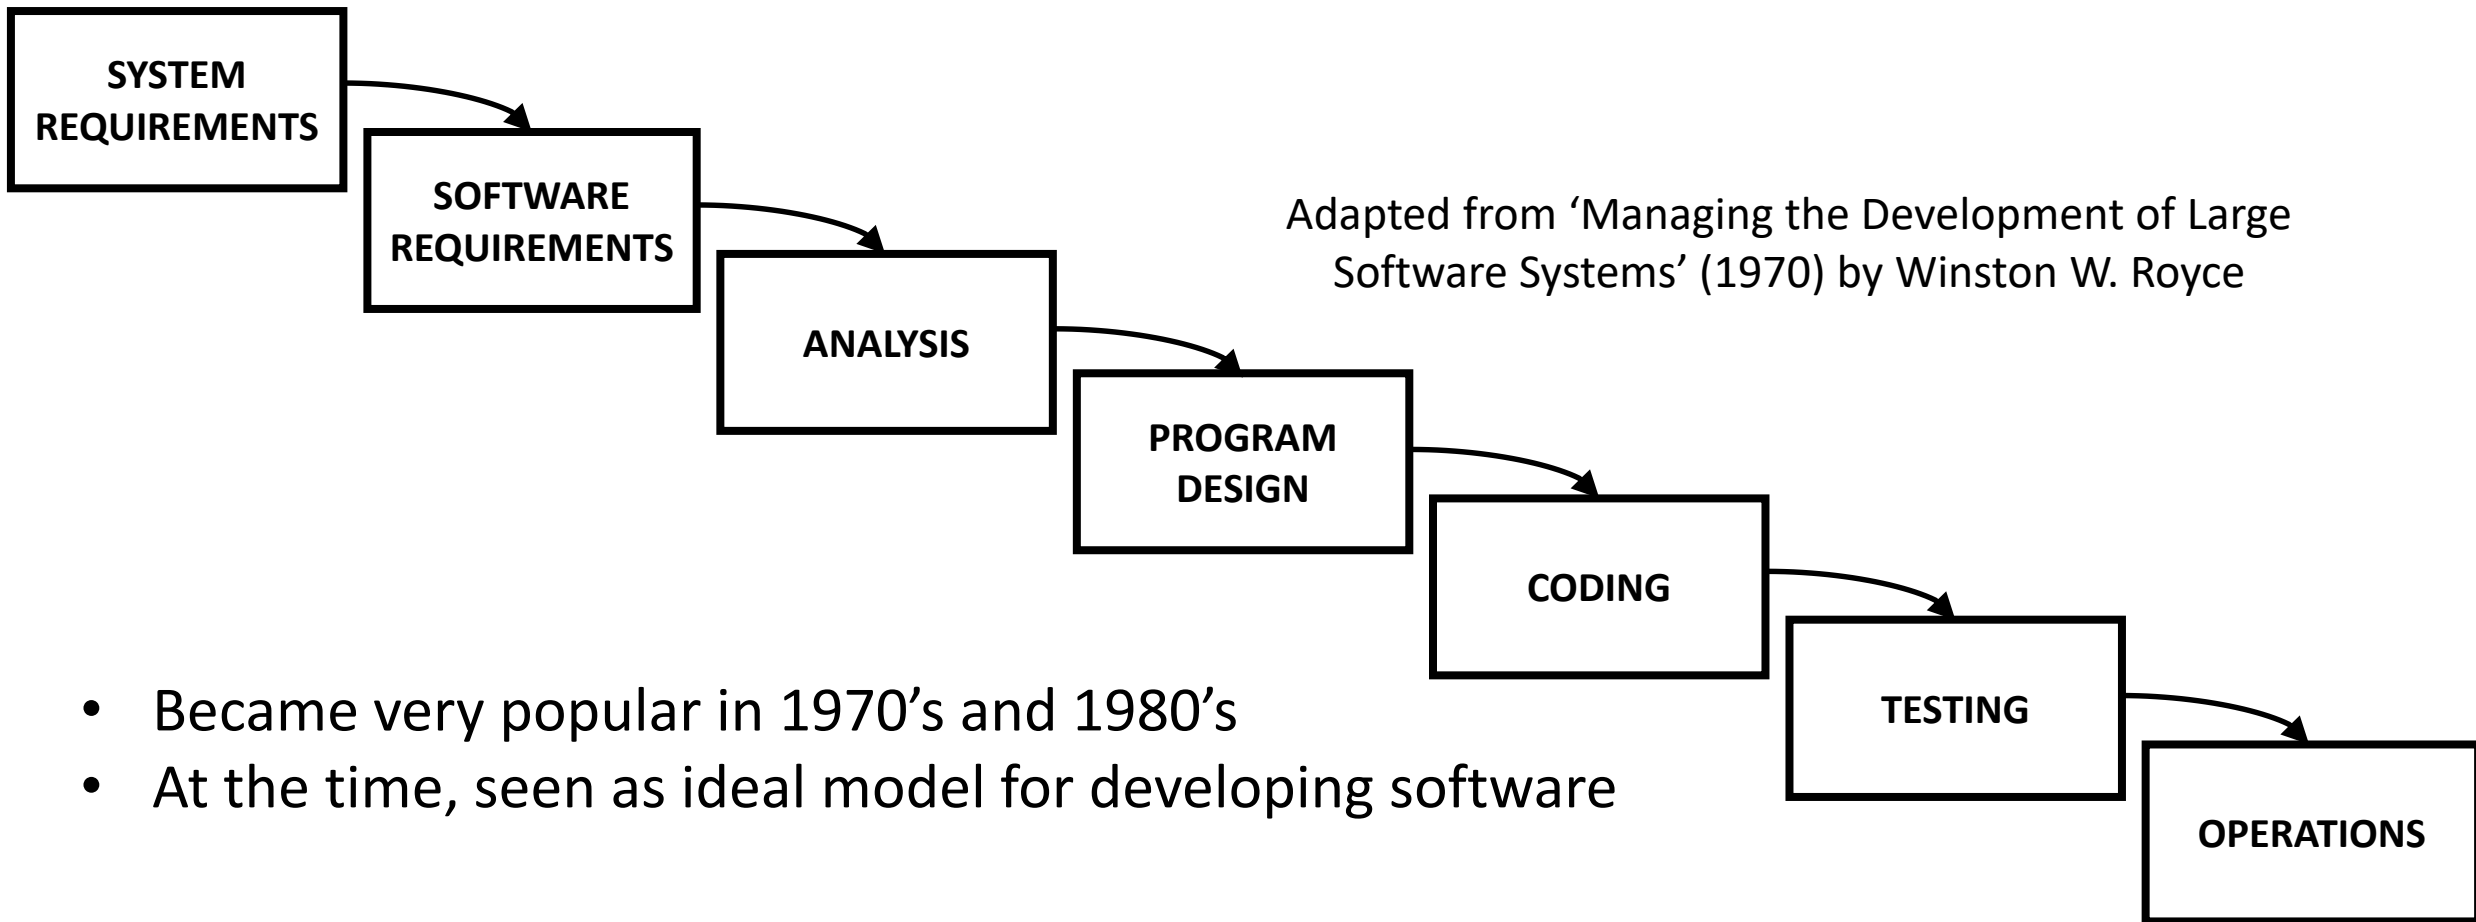 SYSTEM
REQUIREMENTS
SOFTWARE
REQUIREMENTS
Adapted from ‘Managing the Development of Large
Software Systems’ (1970) by Winston W. Royce
ANALYSIS
PROGRAM
DESIGN
CODING
TESTING
OPERATIONS
• Became very popular in 1970’s and 1980’s
• At the time, seen as ideal model for developing software